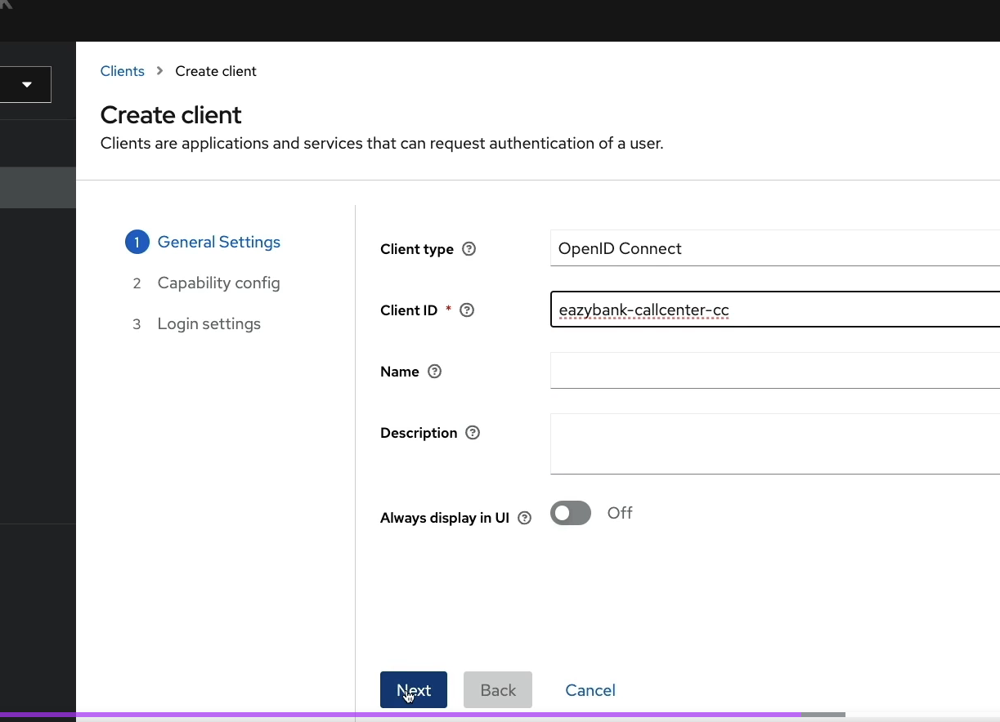 Clients > Create client
Create client
Clients are applications and services that can request authentication of a user.
1 General Settings
2 Capability config
3 Login settings
Client type
OpenID Connect
Client ID *
eazybank-callcenter-cc
Name
Description
Always display in UI
Off
Next
Back
Cancel